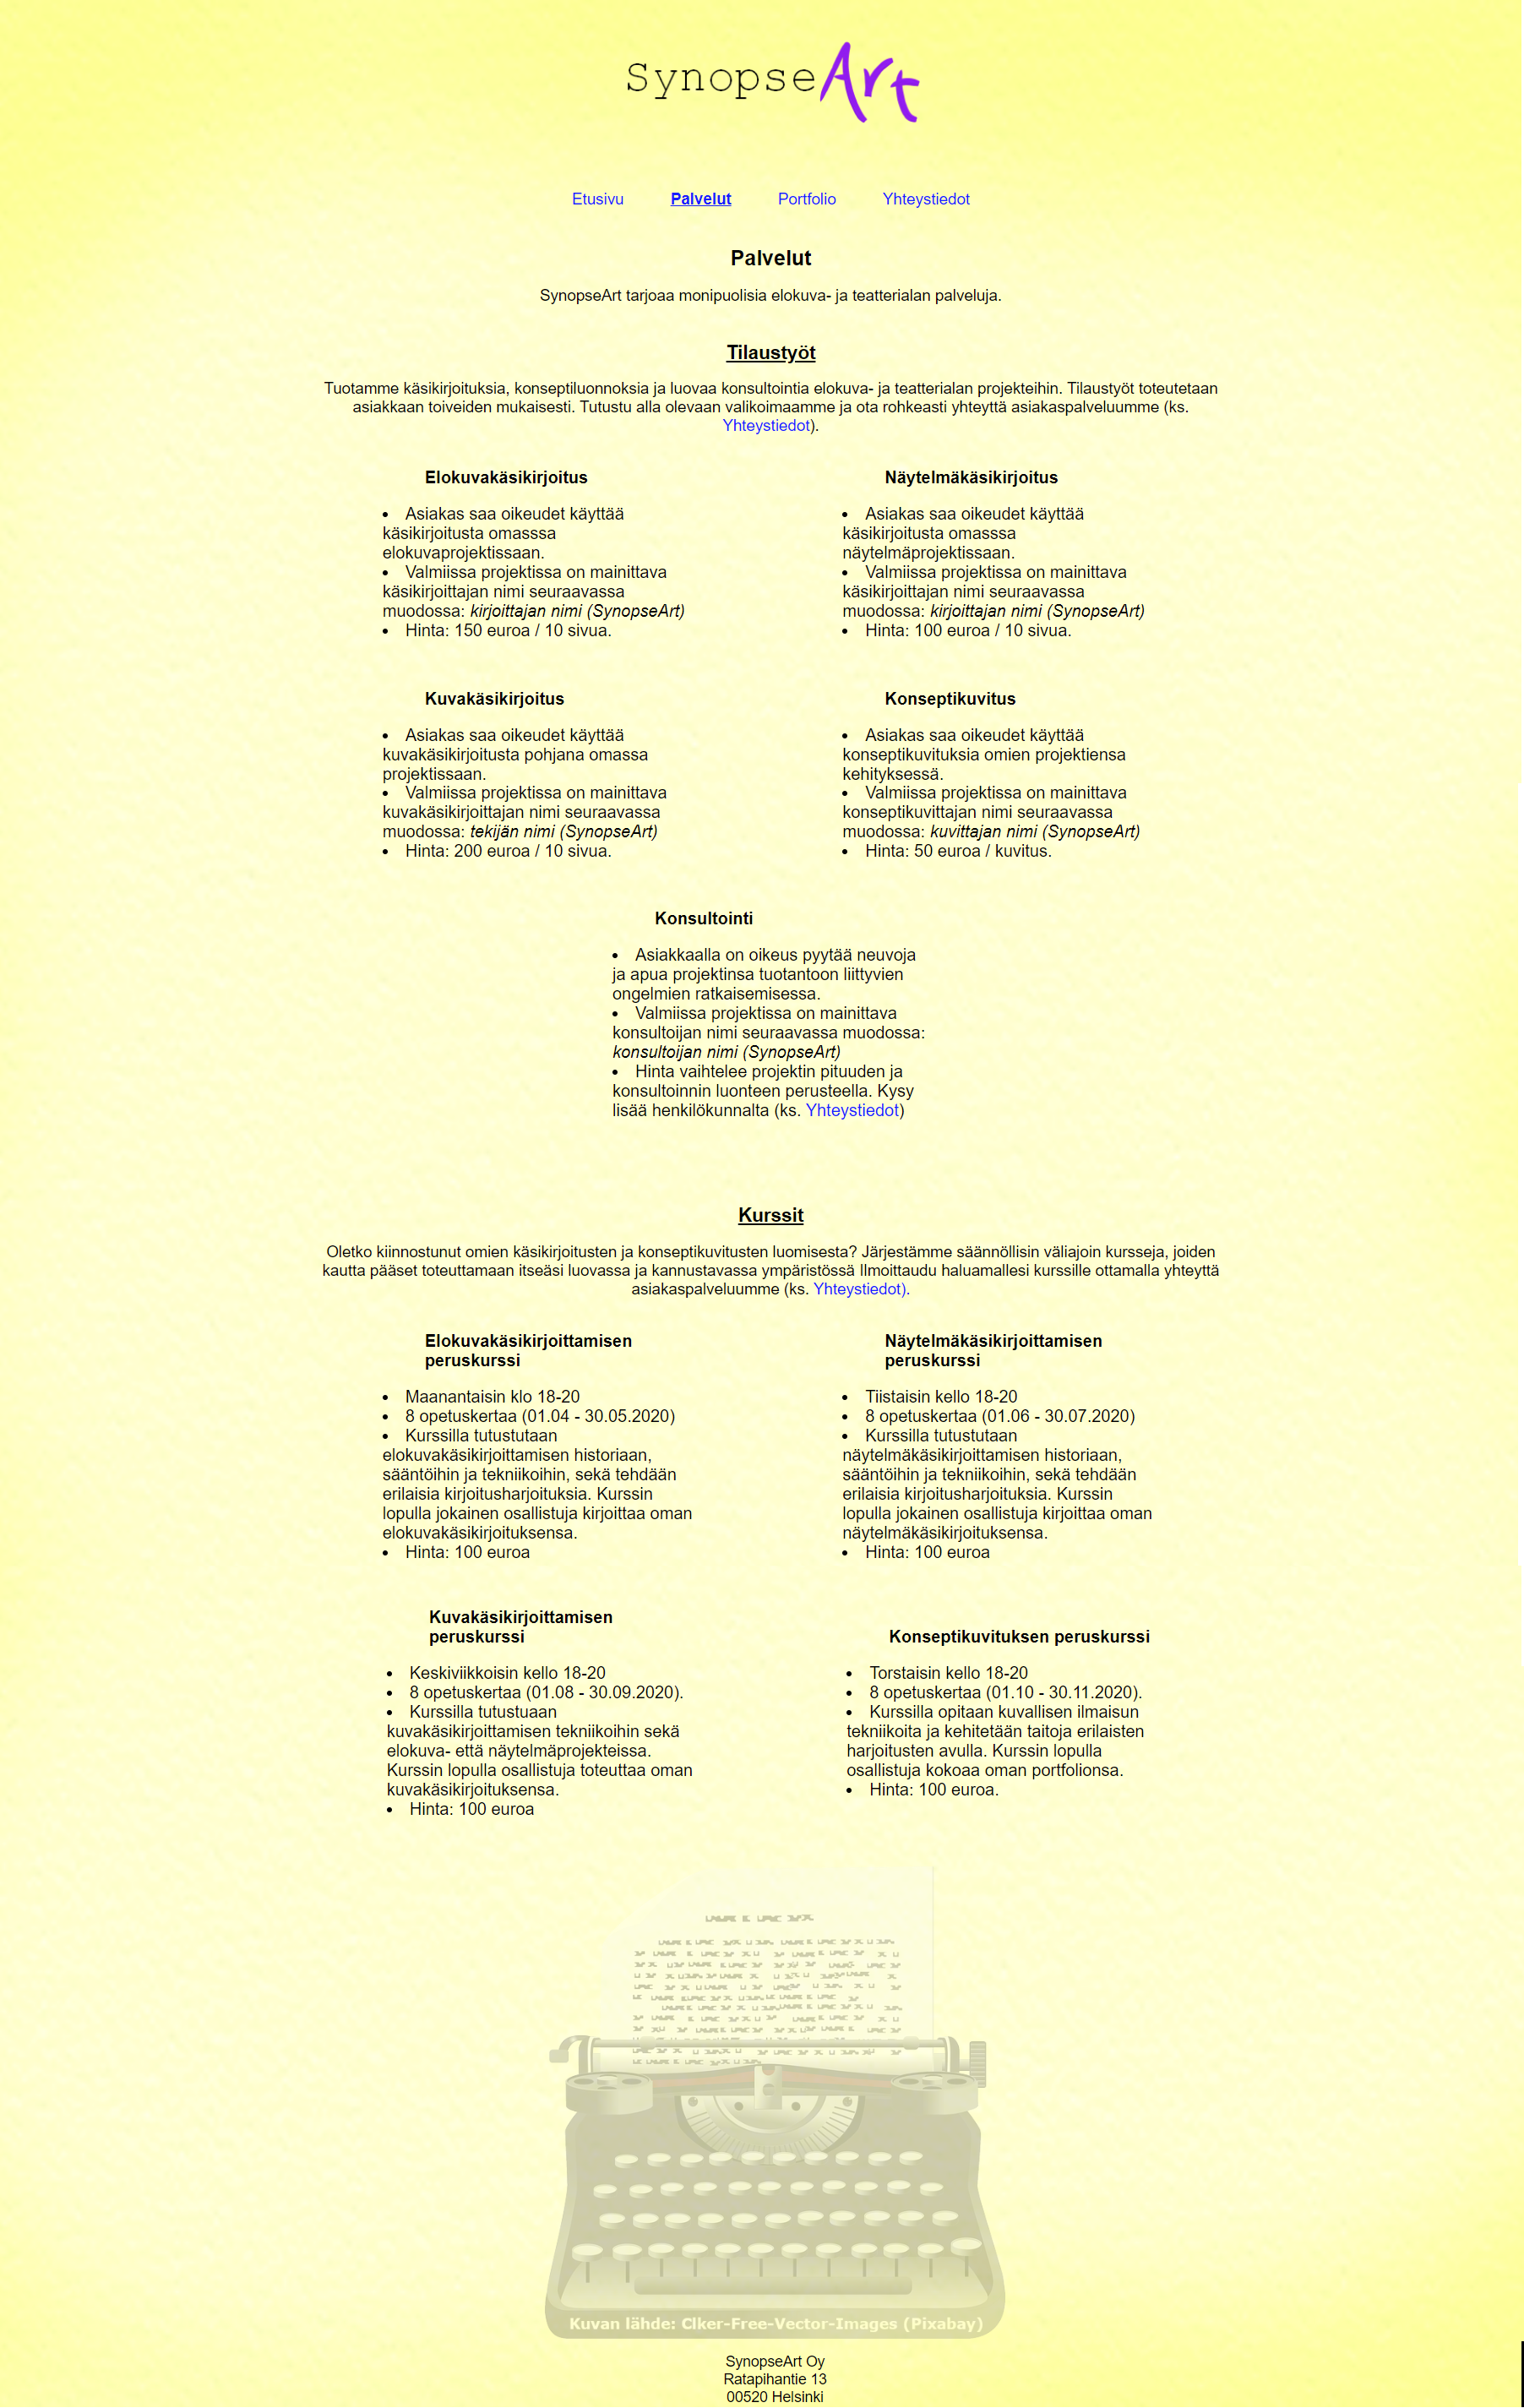 SynopseArt
Etusivu Palvelut Portfolio Yhteystiedot
Palvelut
SynopseArt tarjoaa monipuolisia elokuva- ja teatterialan palveluja.
Tilaustyöt
Tuotamme käsikirjoituksia, konseptiluonnoksia ja luovaa konsultointia elokuva- ja teatterialan projekteihin. Tilaustyöt toteutetaan
asiakkaan toiveiden mukaisesti. Tutustu alla olevaan valikoimaamme ja ota rohkeasti yhteyttä asiakaspalveluumme (ks.
Yhteystiedot).
Elokuvakäsikirjoitus
• Asiakas saa oikeudet käyttää
käsikirjoitusta omasssa
elokuvaprojektissaan.
• Valmiissa projektissa on mainittava
käsikirjoittajan nimi seuraavassa
muodossa: kirjoittajan nimi (SynopseArt)
• Hinta: 150 euroa / 10 sivua.
Näytelmäkäsikirjoitus
• Asiakas saa oikeudet käyttää
käsikirjoitusta omasssa
näytelmäprojektissaan.
• Valmiissa projektissa on mainittava
käsikirjoittajan nimi seuraavassa
muodossa: kirjoittajan nimi (SynopseArt)
• Hinta: 100 euroa / 10 sivua.
Kuvakäsikirjoitus
• Asiakas saa oikeudet käyttää
kuvakäsikirjoitusta pohjana omassa
projektissaan.
• Valmiissa projektissa on mainittava
kuvakäsikirjoittajan nimi seuraavassa
muodossa: tekijän nimi (SynopseArt)
• Hinta: 200 euroa / 10 sivua.
Konseptikuvitus
• Asiakas saa oikeudet käyttää
konseptikuvituksia omien projektiensa
kehityksessä.
• Valmiissa projektissa on mainittava
konseptikuvittajan nimi seuraavassa
muodossa: kuvittajan nimi (SynopseArt)
• Hinta: 50 euroa / kuvitus.
Konsultointi
• Asiakkaalla on oikeus pyytää neuvoja
ja apua projektinsa tuotantoon liittyvien
ongelmien ratkaisemisessa.
• Valmiissa projektissa on mainittava
konsultoijan nimi seuraavassa muodossa:
konsultoijan nimi (SynopseArt)
• Hinta vaihtelee projektin pituuden ja
konsultoinnin luonteen perusteella. Kysy
lisää henkilökunnalta (ks. Yhteystiedot)
Kurssit
Oletko kiinnostunut omien käsikirjoitusten ja konseptikuvitusten luomisesta? Järjestämme säännöllisin väliajoin kursseja, joiden
kautta pääset toteuttamaan itseäsi luovassa ja kannustavassa ympäristössä Ilmoittaudu haluamallesi kurssille ottamalla yhteyttä
asiakaspalveluumme (ks. Yhteystiedot).
Elokuvakäsikirjoittamisen
peruskurssi
• Maanantaisin klo 18-20
• 8 opetuskertaa (01.04 - 30.05.2020)
• Kurssilla tutustutaan
elokuvakäsikirjoittamisen historiaan,
sääntöihin ja tekniikoihin, sekä tehdään
erilaisia kirjoitusharjoituksia. Kurssin
lopulla jokainen osallistuja kirjoittaa oman
elokuvakäsikirjoituksensa.
• Hinta: 100 euroa
Näytelmäkäsikirjoittamisen
peruskurssi
• Tiistaisin kello 18-20
• 8 opetuskertaa (01.06 - 30.07.2020)
• Kurssilla tutustutaan
näytelmäkäsikirjoittamisen historiaan,
sääntöihin ja tekniikoihin, sekä tehdään
erilaisia kirjoitusharjoituksia. Kurssin
lopulla jokainen osallistuja kirjoittaa oman
näytelmäkäsikirjoituksensa.
• Hinta: 100 euroa
Kuvakäsikirjoittamisen
peruskurssi
• Keskiviikkoisin kello 18-20
• 8 opetuskertaa (01.08 - 30.09.2020).
• Kurssilla tutustuaan
kuvakäsikirjoittamisen tekniikoihin sekä
elokuva- että näytelmäprojekteissa.
Kurssin lopulla osallistuja toteuttaa oman
kuvakäsikirjoituksensa.
• Hinta: 100 euroa
Konseptikuvituksen peruskurssi
• Torstaisin kello 18-20
• 8 opetuskertaa (01.10 - 30.11.2020).
• Kurssilla opitaan kuvallisen ilmaisun
tekniikoita ja kehitetään taitoja erilaisten
harjoitusten avulla. Kurssin lopulla
osallistuja kokoaa oman portfolionsa.
• Hinta: 100 euroa.
Kuvan lähde: Clker-Free-Vector-Images (Pixabay)
SynopseArt Oy
Ratapihantie 13
00520 Helsinki